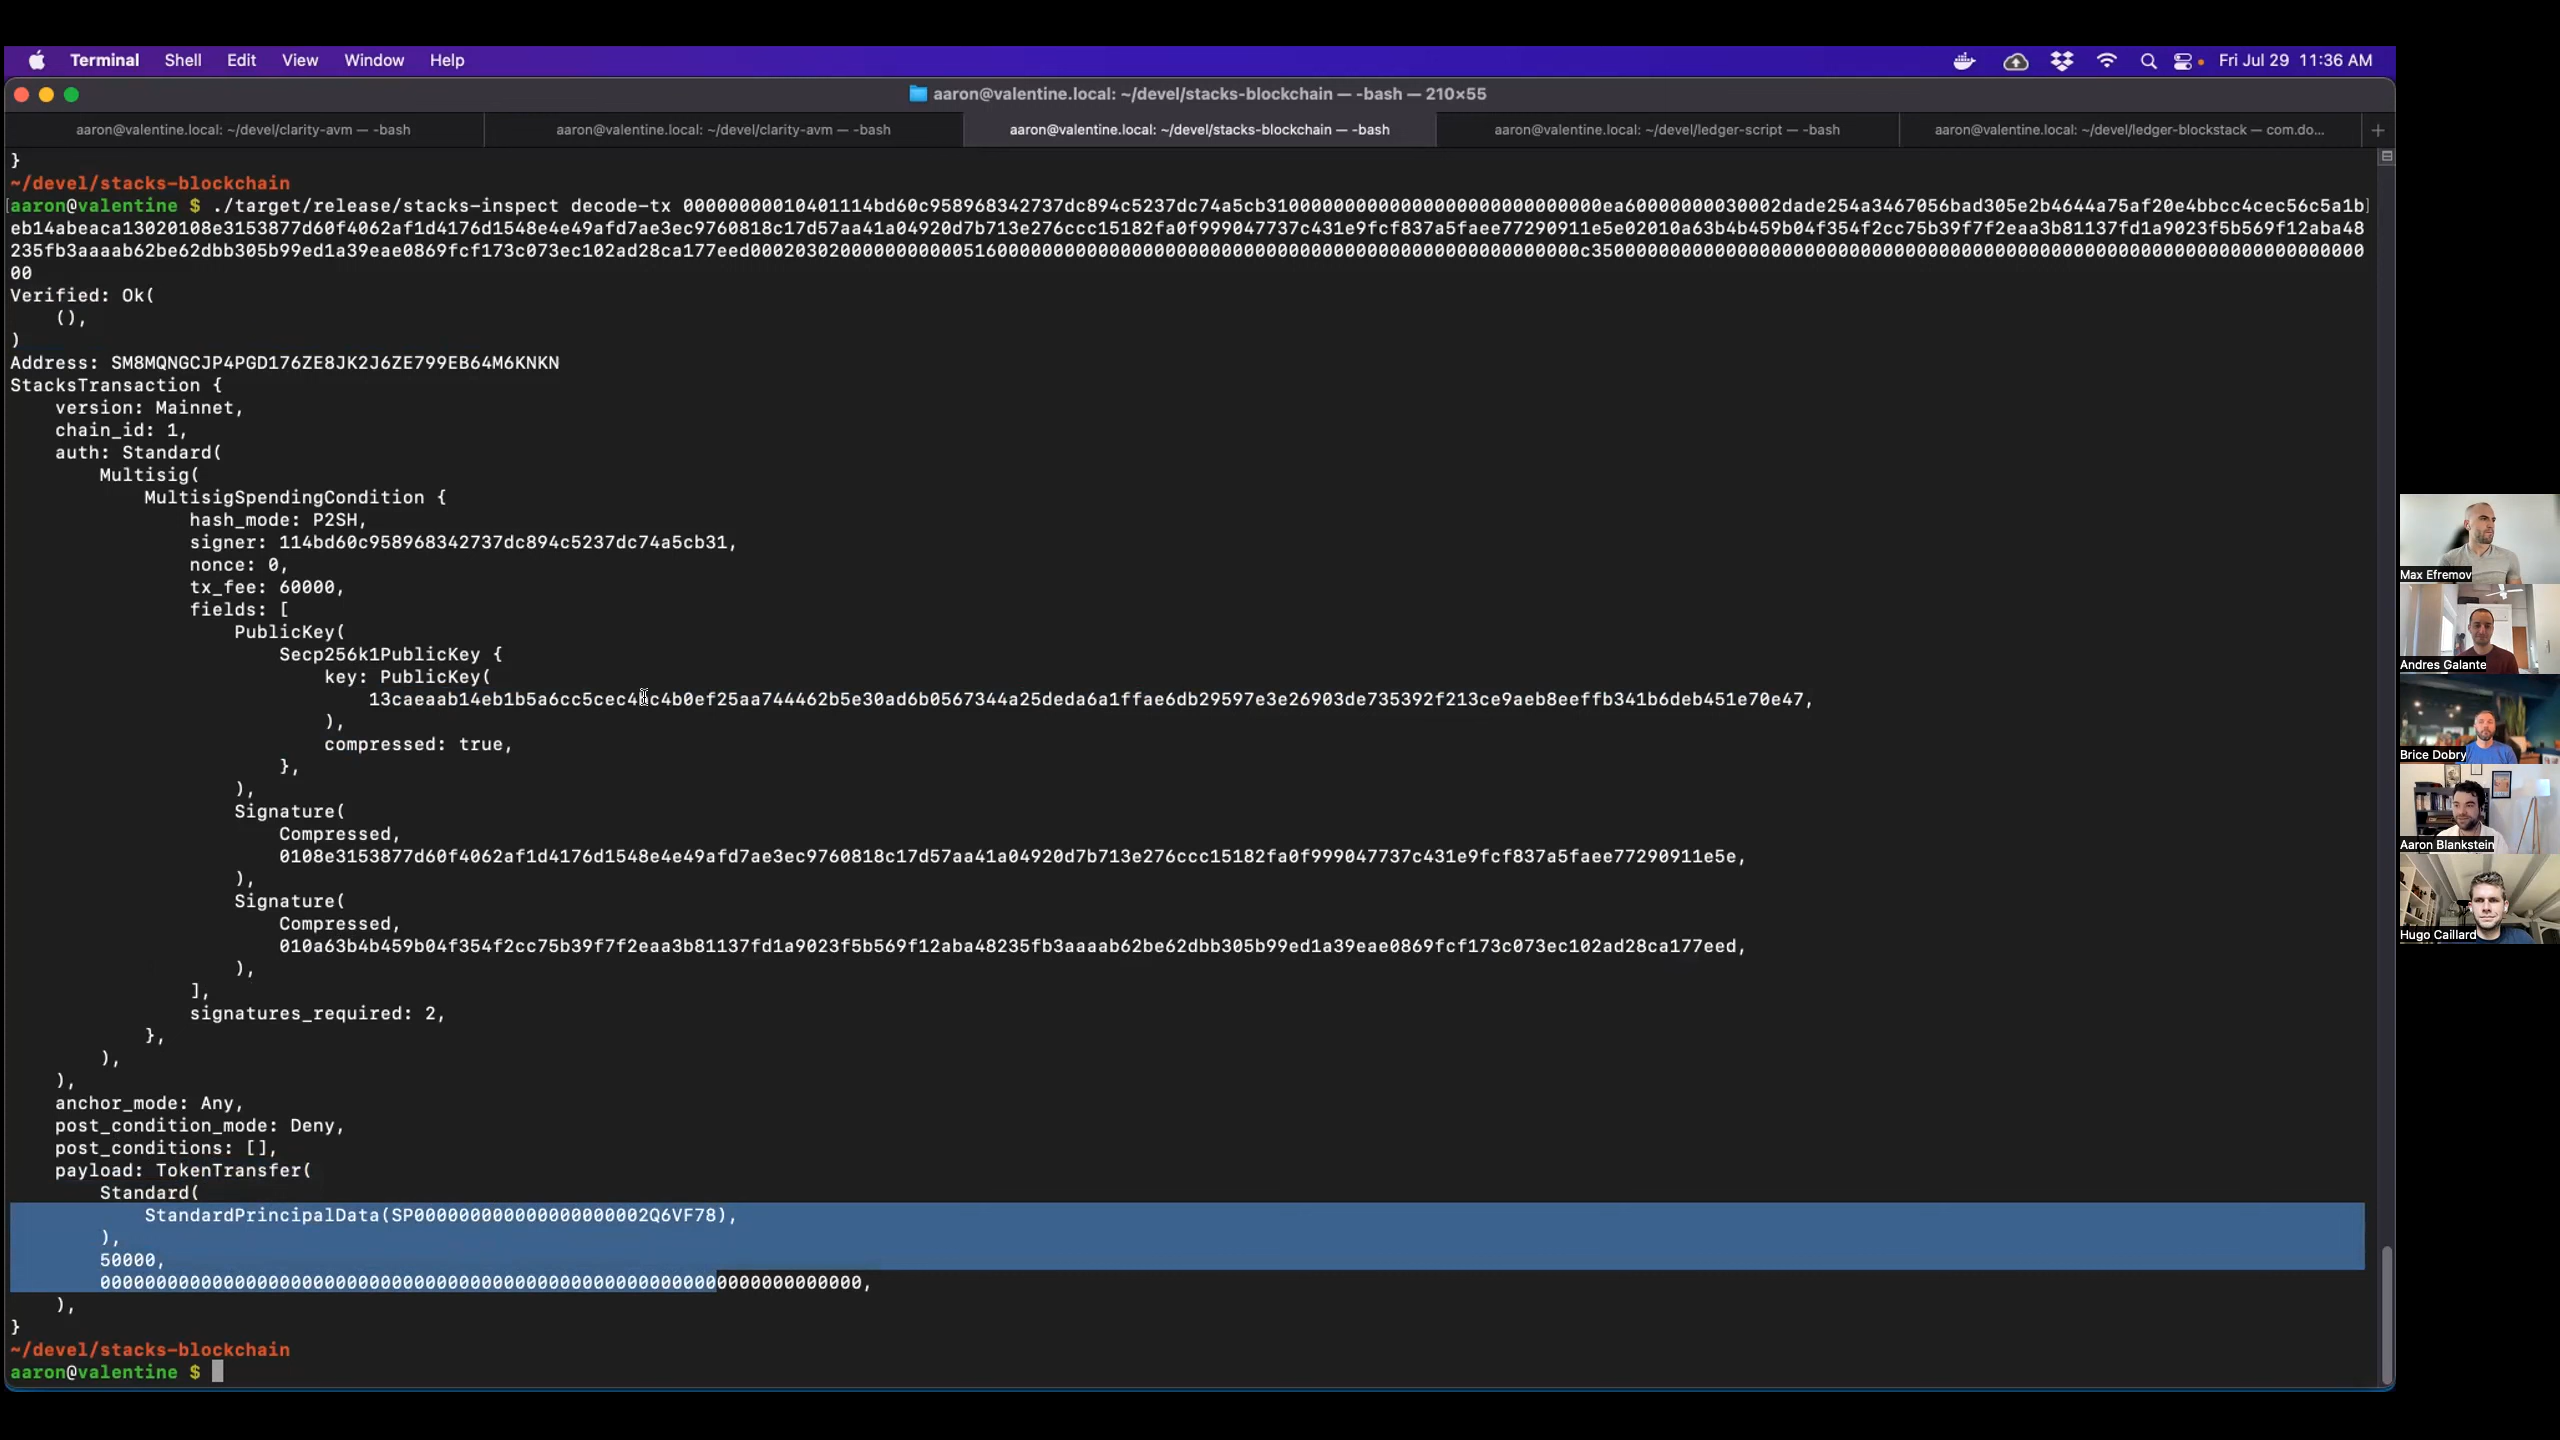 Terminal Shell Edit View Window Help Fri Jul 29 11:36 AM
aaron@valentine.local: ~/devel/stacks-blockchain — -bash — 210×55
aaron@valentine.local: ~/devel/clarity-avm — -bash
aaron@valentine.local: ~/devel/clarity-avm — -bash
aaron@valentine.local: ~/devel/stacks-blockchain — -bash
aaron@valentine.local: ~/devel/ledger-script — -bash
aaron@valentine.local: ~/devel/ledger-blockstack — com.do...
}
~/devel/stacks-blockchain
aaron@valentine $ ./target/release/stacks-inspect decode-tx
eb14abeaca13020108e3153877d60f4062af1d4176d1548e4e49afd7ae3ec9760818c17d57aa41a04920d7b713e276ccc15182fa0f999047737c431e9fcf837a5faee77290911e5e02010a63b4b459b04f354f2cc75b39f7f2eaa3b81137fd1a9023f5b569f12aba48
00
Verified: Ok(
(),
)
Address: SM8MQNGCJP4PGD176ZE8JK2J6ZE799EB64M6KNKN
StacksTransaction {
version: Mainnet,
chain_id: 1,
auth: Standard(
Multisig(
MultisigSpendingCondition {
hash_mode: P2SH,
signer: 114bd60c958968342737dc894c5237dc74a5cb31,
nonce: 0,
tx_fee: 60000,
fields: [
PublicKey(
Secp256k1PublicKey {
key: PublicKey(
),
compressed: true,
},
),
Signature(
Compressed,
0108e3153877d60f4062af1d4176d1548e4e49afd7ae3ec9760818c17d57aa41a04920d7b713e276ccc15182fa0f999047737c431e9fcf837a5faee77290911e5e,
),
Signature(
Compressed,
010a63b4b459b04f354f2cc75b39f7f2eaa3b81137fd1a9023f5b569f12aba48235fb3aaaab62be62dbb305b99ed1a39eae0869fcf173c073ec102ad28ca177eed,
),
],
signatures_required: 2,
},
),
),
anchor_mode: Any,
post_condition_mode: Deny,
post_conditions: [],
payload: TokenTransfer(
Standard(
StandardPrincipalData(SP000000000000000000002Q6VF78),
),
50000,
00000000000000000000000000000000000000000000000000000000000000000000,
),
}
~/devel/stacks-blockchain
aaron@valentine $
Max Efremov
Andres Galante
Brice Dobry
Aaron Blankstein
Hugo Caillard